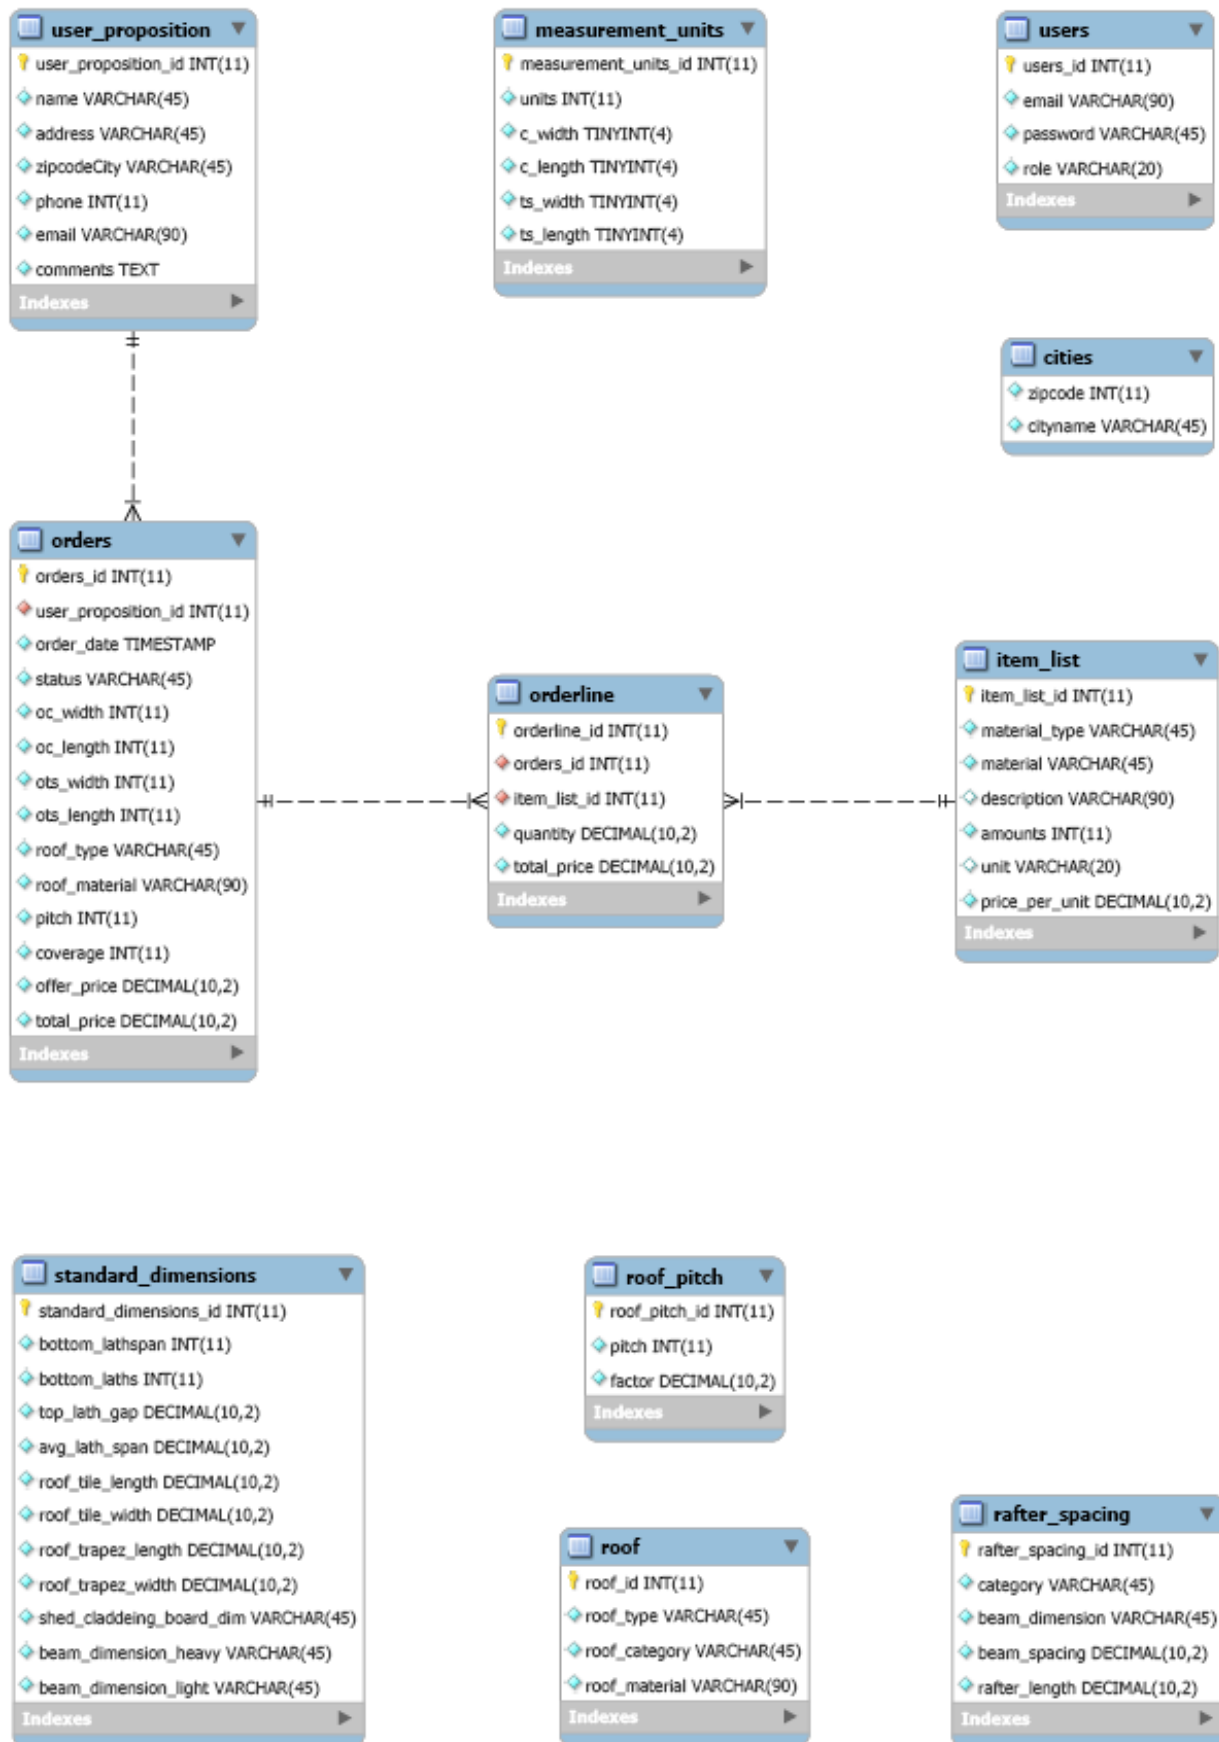 user_proposition
user_proposition_id INT(11)
name VARCHAR(45)
address VARCHAR(45)
zipcodeCity VARCHAR(45)
phone INT(11)
email VARCHAR(90)
comments TEXT
Indexes
measurement_units
measurement_units_id INT(11)
units INT(11)
c_width TINYINT(4)
c_length TINYINT(4)
ts_width TINYINT(4)
ts_length TINYINT(4)
Indexes
users
users_id INT(11)
email VARCHAR(90)
password VARCHAR(45)
role VARCHAR(20)
Indexes
cities
zipcode INT(11)
cityname VARCHAR(45)
orders
orders_id INT(11)
user_proposition_id INT(11)
order_date TIMESTAMP
status VARCHAR(45)
oc_width INT(11)
oc_length INT(11)
ots_width INT(11)
ots_length INT(11)
roof_type VARCHAR(45)
roof_material VARCHAR(90)
pitch INT(11)
coverage INT(11)
offer_price DECIMAL(10,2)
total_price DECIMAL(10,2)
Indexes
orderline
orderline_id INT(11)
orders_id INT(11)
item_list_id INT(11)
quantity DECIMAL(10,2)
total_price DECIMAL(10,2)
Indexes
item_list
item_list_id INT(11)
material_type VARCHAR(45)
material VARCHAR(45)
description VARCHAR(90)
amounts INT(11)
unit VARCHAR(20)
price_per_unit DECIMAL(10,2)
Indexes
standard_dimensions
standard_dimensions_id INT(11)
bottom_lathspan INT(11)
bottom_laths INT(11)
top_lath_gap DECIMAL(10,2)
avg_lath_span DECIMAL(10,2)
roof_tile_length DECIMAL(10,2)
roof_tile_width DECIMAL(10,2)
roof_trapez_length DECIMAL(10,2)
roof_trapez_width DECIMAL(10,2)
shed_claddeing_board_dim VARCHAR(45)
beam_dimension_heavy VARCHAR(45)
beam_dimension_light VARCHAR(45)
Indexes
roof_pitch
roof_pitch_id INT(11)
pitch INT(11)
factor DECIMAL(10,2)
Indexes
roof
roof_id INT(11)
roof_type VARCHAR(45)
roof_category VARCHAR(45)
roof_material VARCHAR(90)
Indexes
rafter_spacing
rafter_spacing_id INT(11)
category VARCHAR(45)
beam_dimension VARCHAR(45)
beam_spacing DECIMAL(10,2)
rafter_length DECIMAL(10,2)
Indexes